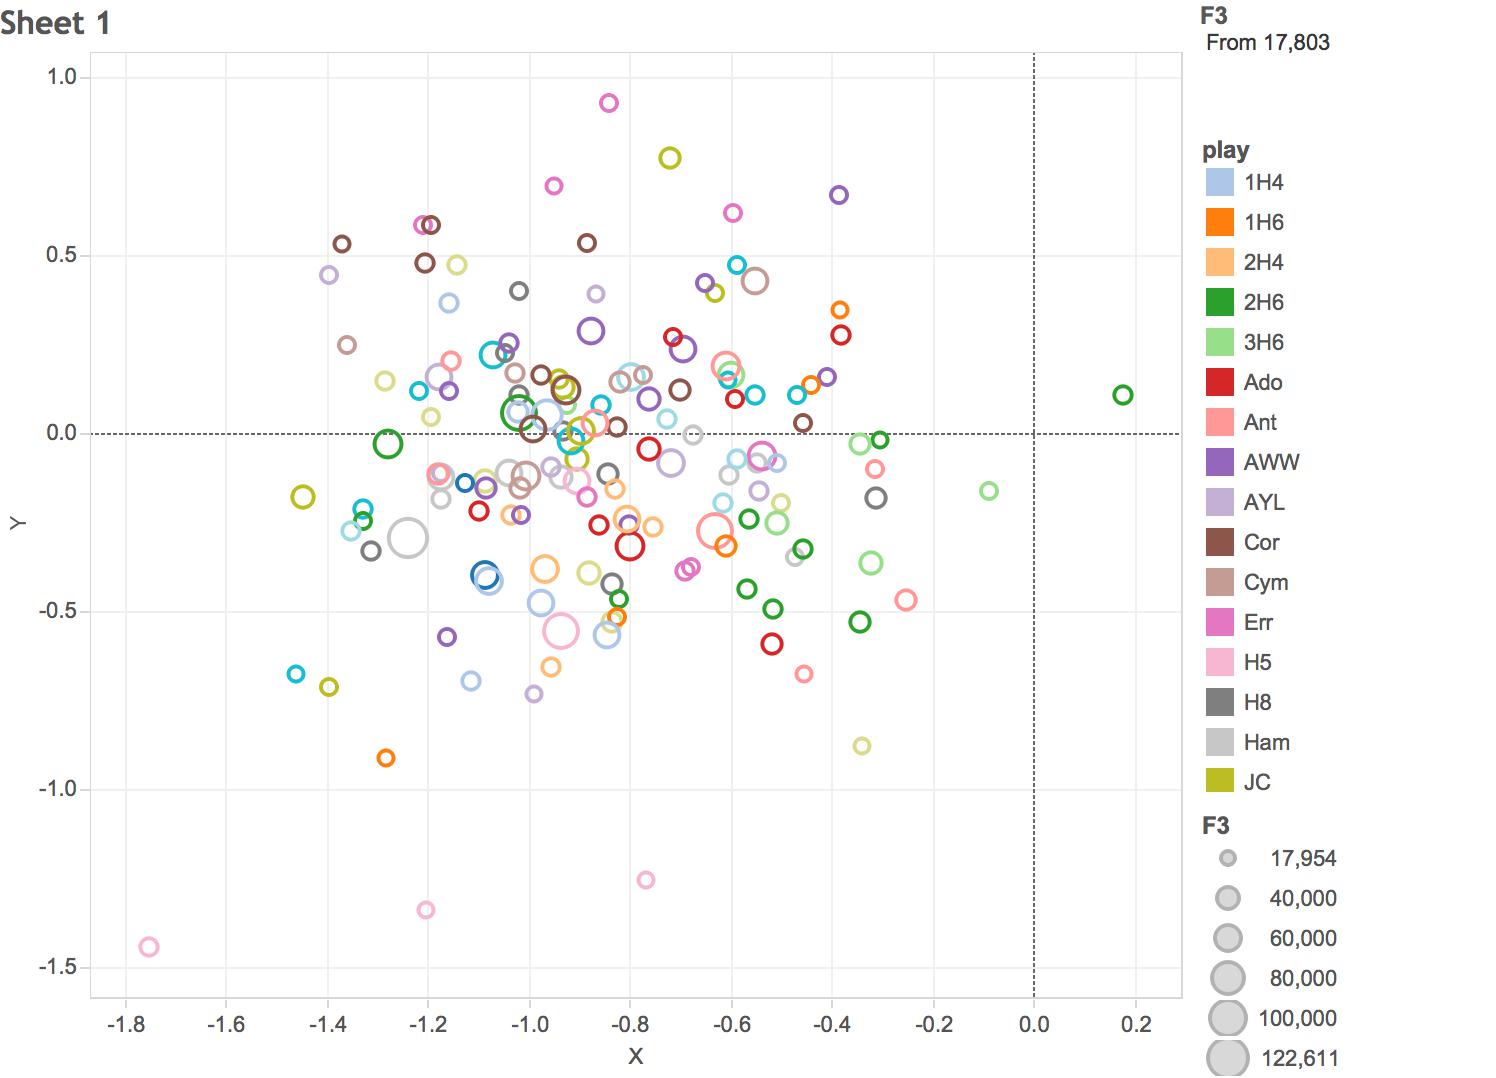 Sheet 1
F3
From 17,803
play
1H4
1H6
2H4
2H6
3H6
Ado
Ant
AWW
AYL
Cor
Cym
Err
H5
H8
Ham
JC
F3
17,954
40,000
60,000
80,000
100,000
122,611
1.0
0.5
0.0
-0.5
-1.0
-1.5
Y
-1.8 -1.6 -1.4 -1.2 -1.0 -0.8 -0.6 -0.4 -0.2 0.0 0.2
X